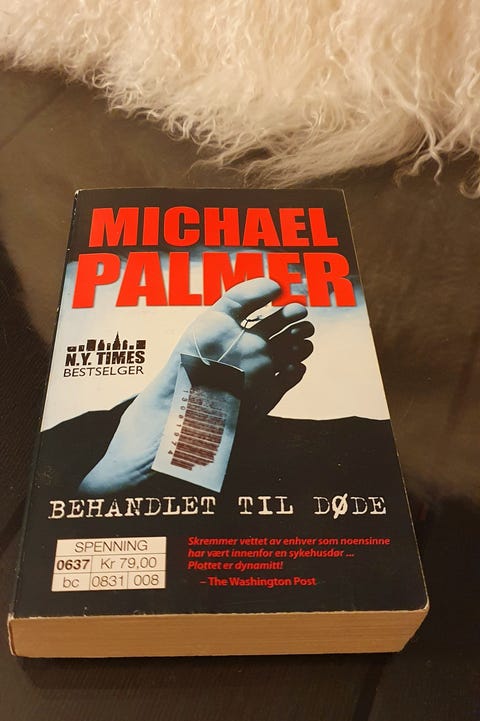 MICHAEL
PALMER
N.Y. TIMES
BESTSELGER
BEHANDLET TIL DØDE
SPENNING
0637 Kr 79,00
bc 0831 008
Skremmer vettet av enhver som noensinne
har vært innenfor en sykehusdør ...
Plottet er dynamitt!
– The Washington Post